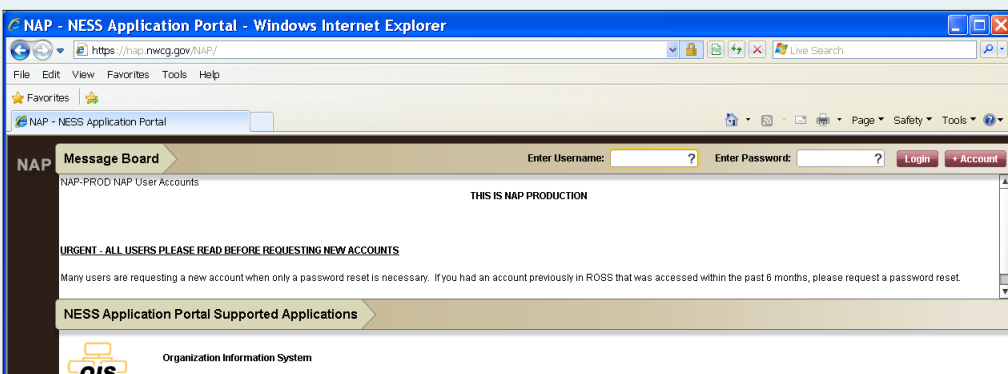 NAP - NESS Application Portal - Windows Internet Explorer
https://nap.nwcg.gov/NAP/
Live Search
File Edit View Favorites Tools Help
Favorites
NAP - NESS Application Portal
Page Safety Tools
NAP
Message Board
Enter Username: ?
Enter Password: ?
Login
+ Account
NAP-PROD NAP User Accounts
THIS IS NAP PRODUCTION
URGENT - ALL USERS PLEASE READ BEFORE REQUESTING NEW ACCOUNTS
Many users are requesting a new account when only a password reset is necessary. If you had an account previously in ROSS that was accessed within the past 6 months, please request a password reset.
NESS Application Portal Supported Applications
OIS
Organization Information System